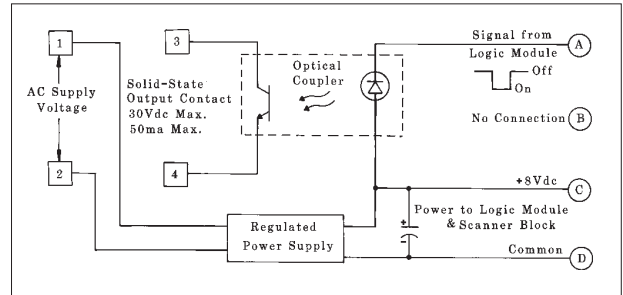 1
AC Supply
Voltage
2
3
Solid-State
Output Contact
30Vdc Max.
50ma Max.
4
Optical
Coupler
Signal from
Logic Module
A
Off
On
No Connection
B
+8Vdc
C
Power to Logic Module
& Scanner Block
+
-
Regulated
Power Supply
Common
D